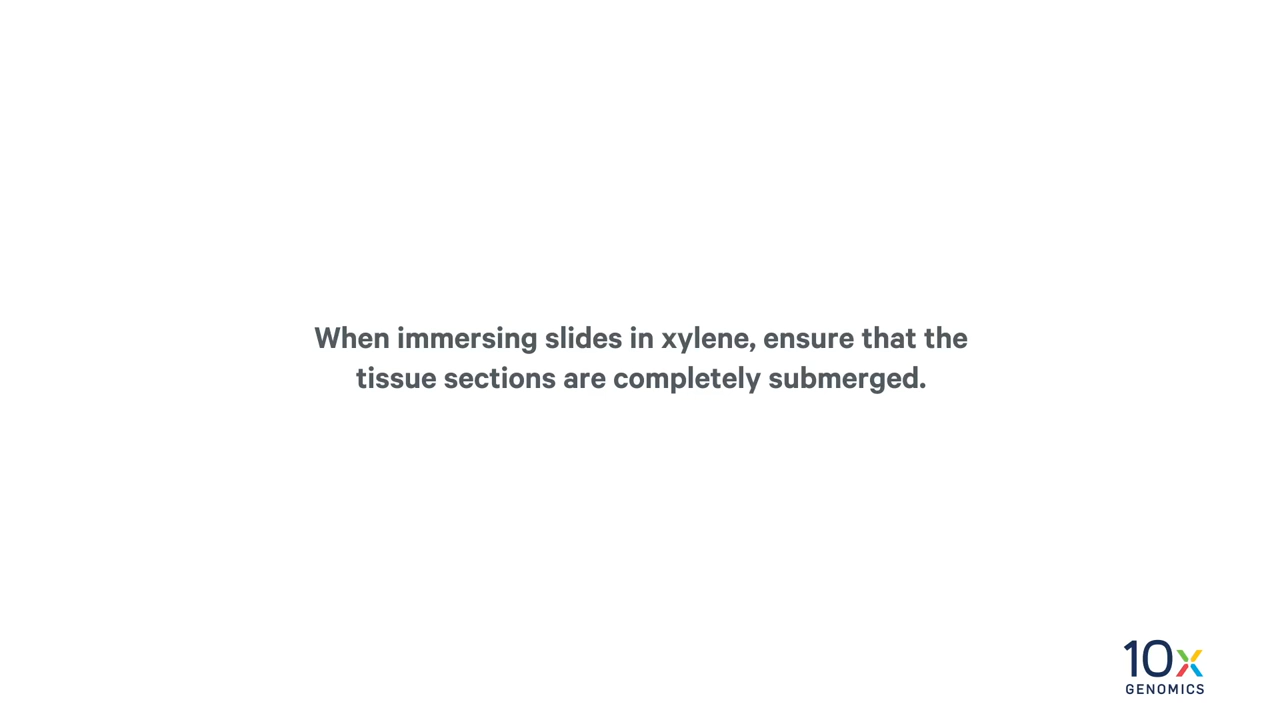 When immersing slides in xylene, ensure that the
tissue sections are completely submerged.
10x
GENOMICS